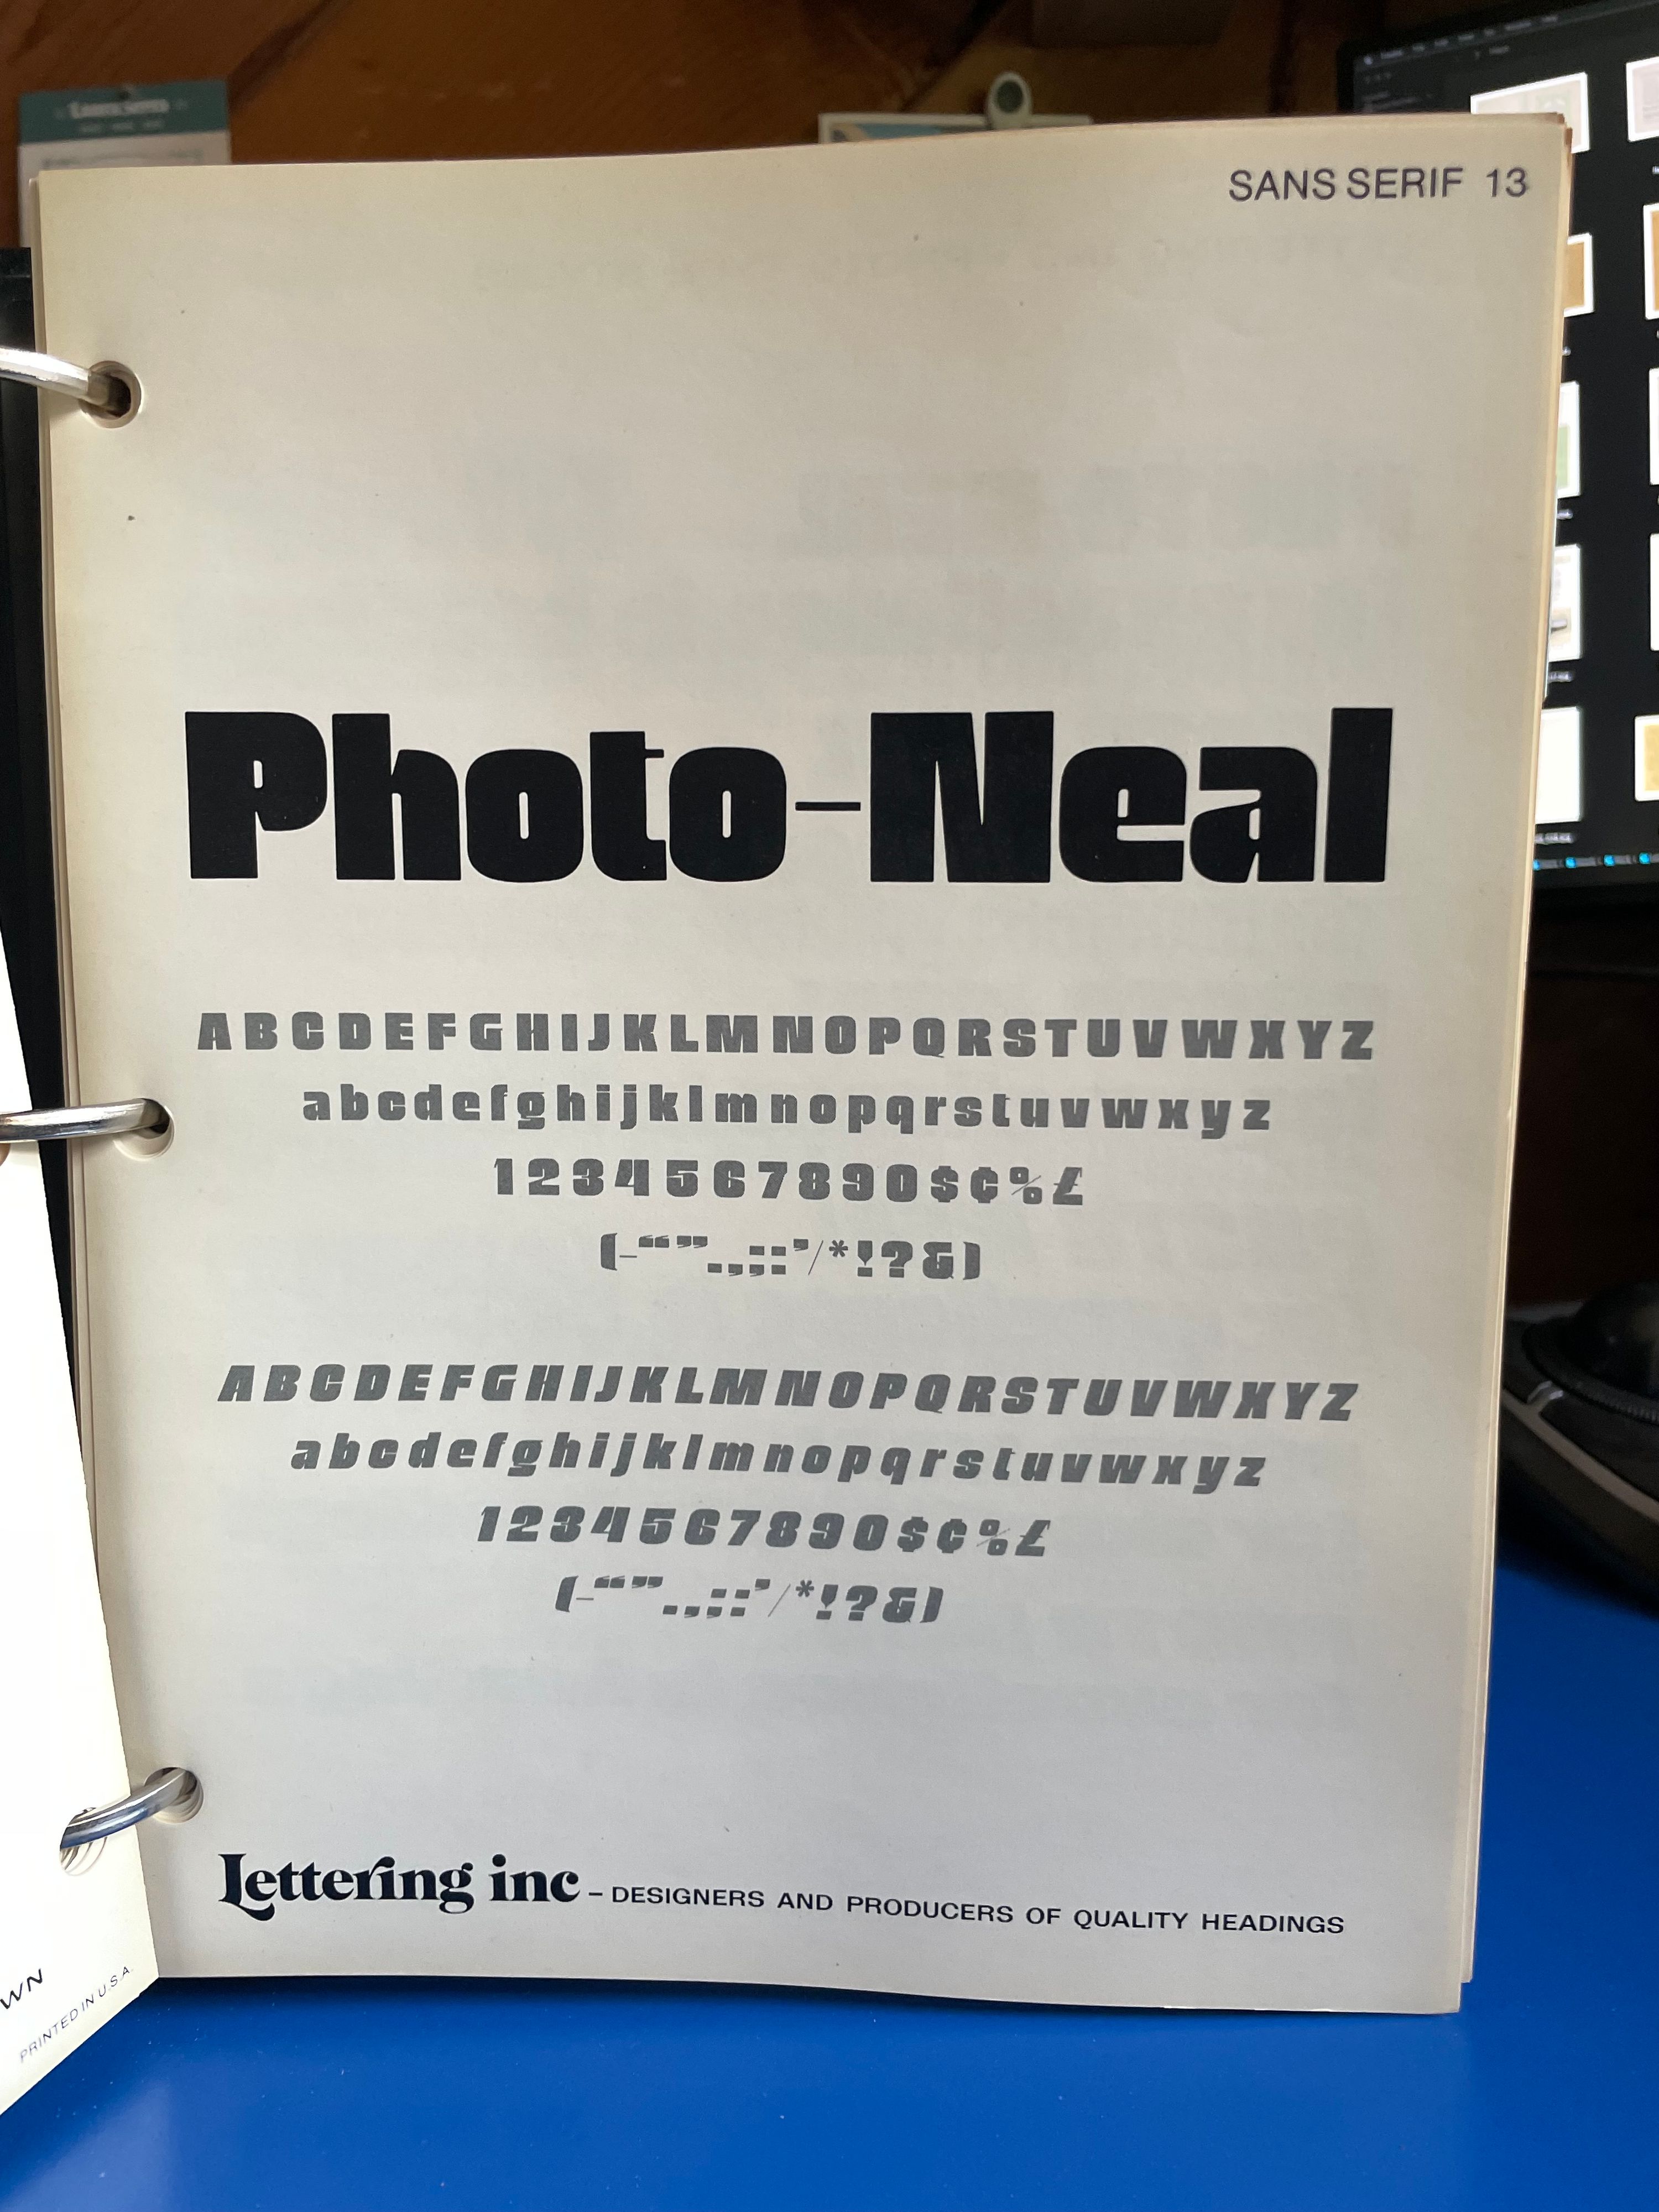 SANS SERIF 13
Photo-Neal
ABCDEFGHIJKLMNOPQRSTUVWXYZ
abcdefghijklmnopqrstuvwxyz
1234567890$¢%£
(-“”.,;:’/*!?&)
ABCDEFGHIJKLMNOPQRSTUVWXYZ
abcdefghijklmnopqrstuvwxyz
1234567890$¢%£
(-“”.,;:’/*!?&)
Lettering inc – DESIGNERS AND PRODUCERS OF QUALITY HEADINGS
WN
PRINTED IN U.S.A.